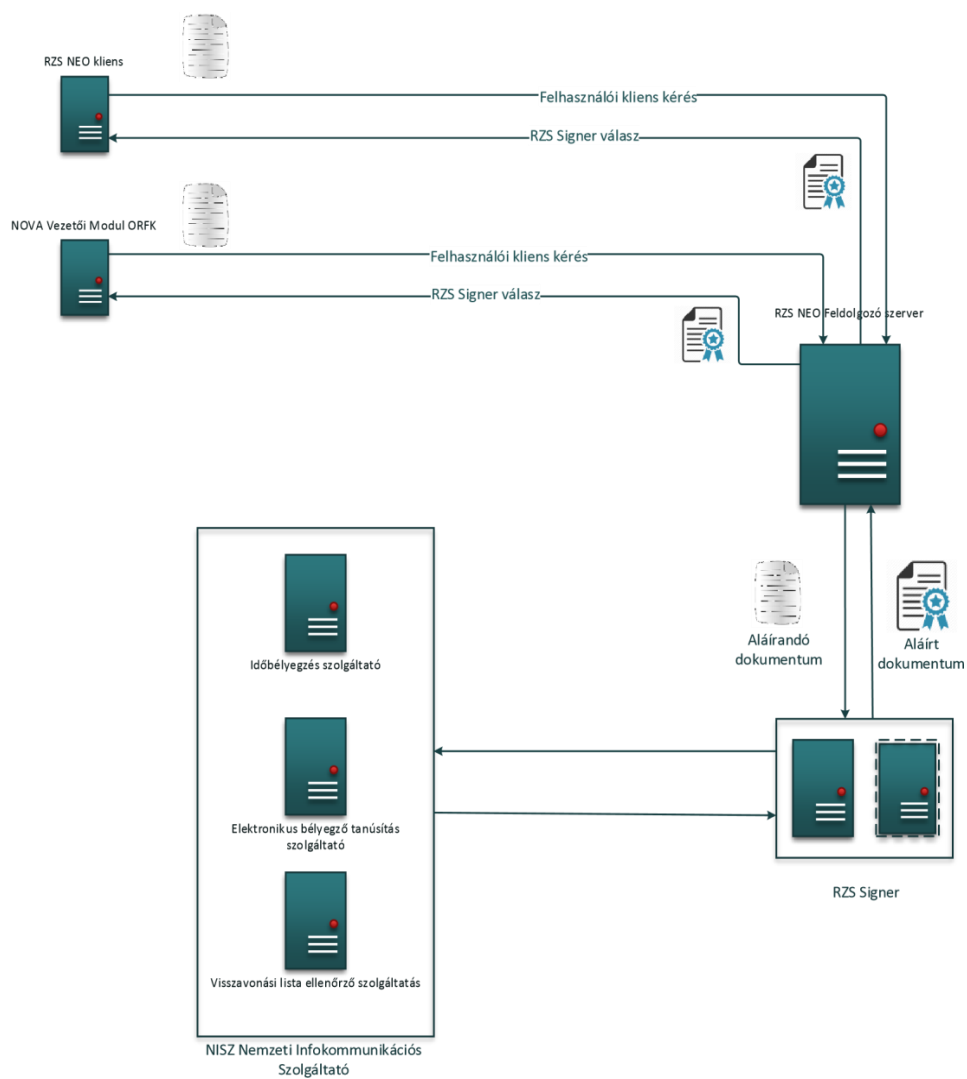 RZS NEO kliens
Felhasználói kliens kérés
RZS Signer válasz
NOVA Vezetői Modul ORFK
Felhasználói kliens kérés
RZS Signer válasz
RZS NEO Feldolgozó szerver
Aláírandó
dokumentum
Aláírt
dokumentum
Időbélyegzés szolgáltató
Elektronikus bélyegző tanúsítás
szolgáltató
Visszavonási lista ellenőrző szolgáltatás
RZS Signer
NISZ Nemzeti Infokommunikációs
Szolgáltató